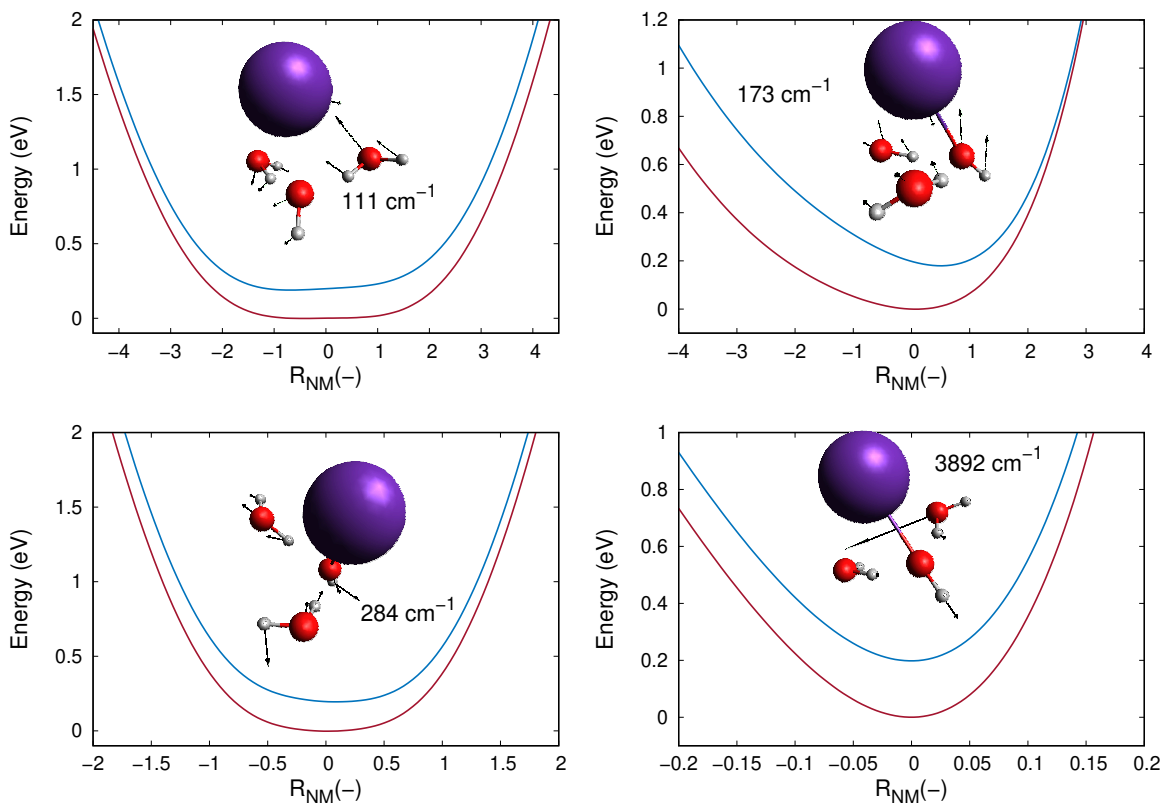 Energy (eV)
2
1.5
1
0.5
0
111 cm⁻¹
−4 −3 −2 −1 0 1 2 3 4
R_NM(−)
Energy (eV)
1.2
1
0.8
0.6
0.4
0.2
0
173 cm⁻¹
−4 −3 −2 −1 0 1 2 3 4
R_NM(−)
Energy (eV)
2
1.5
1
0.5
0
284 cm⁻¹
−2 −1.5 −1 −0.5 0 0.5 1 1.5 2
R_NM(−)
Energy (eV)
1
0.8
0.6
0.4
0.2
0
3892 cm⁻¹
−0.2 −0.15 −0.1 −0.05 0 0.05 0.1 0.15 0.2
R_NM(−)